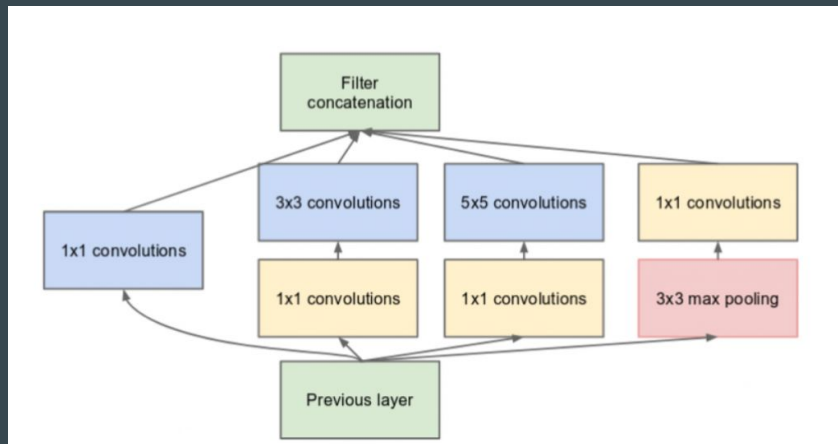 Filter
concatenation
3x3 convolutions
5x5 convolutions
1x1 convolutions
1x1 convolutions
1x1 convolutions
1x1 convolutions
3x3 max pooling
Previous layer